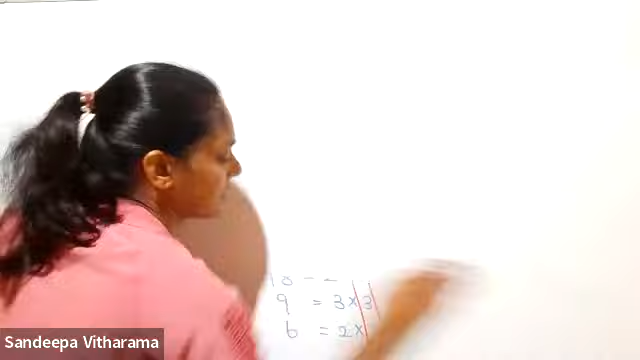 9 = 3 x 3
6 = 2 x
Sandeepa Vitharama